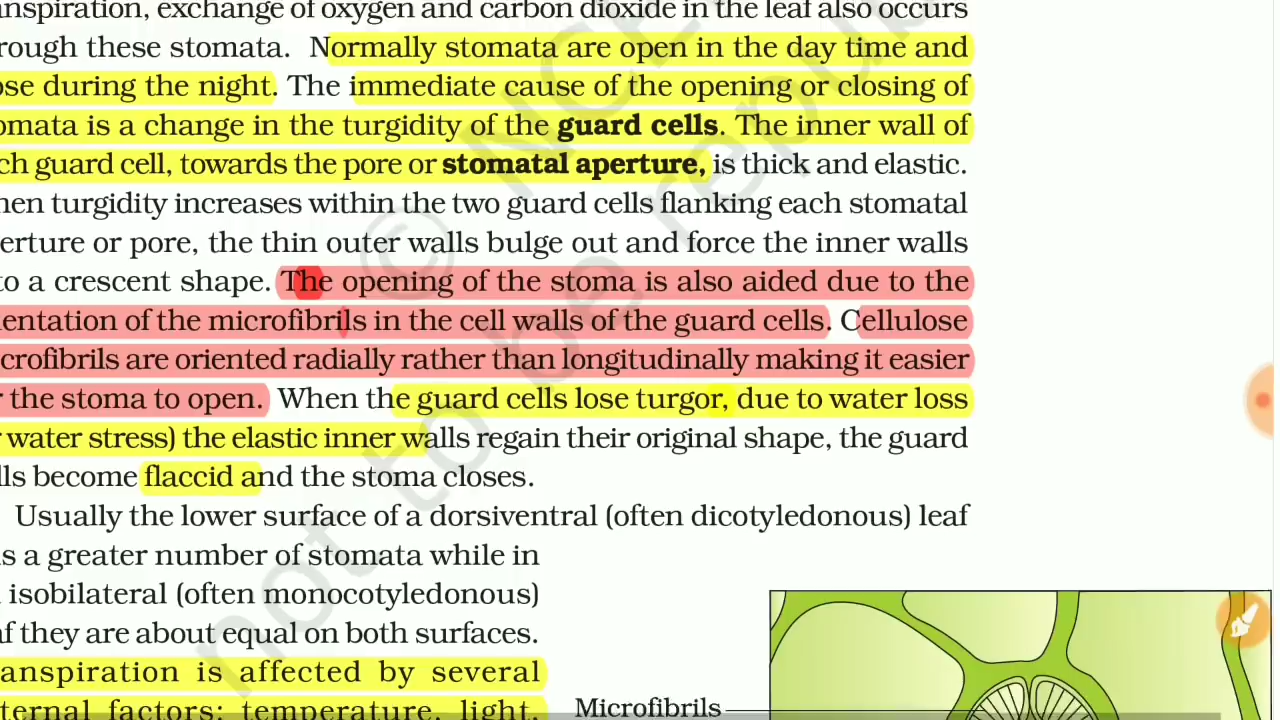 anspiration, exchange of oxygen and carbon dioxide in the leaf also occurs
rough these stomata. Normally stomata are open in the day time and
ose during the night. The immediate cause of the opening or closing of
omata is a change in the turgidity of the guard cells. The inner wall of
ch guard cell, towards the pore or stomatal aperture, is thick and elastic.
hen turgidity increases within the two guard cells flanking each stomatal
erture or pore, the thin outer walls bulge out and force the inner walls
to a crescent shape. The opening of the stoma is also aided due to the
ientation of the microfibrils in the cell walls of the guard cells. Cellulose
crofibrils are oriented radially rather than longitudinally making it easier
r the stoma to open. When the guard cells lose turgor, due to water loss
r water stress) the elastic inner walls regain their original shape, the guard
lls become flaccid and the stoma closes.
Usually the lower surface of a dorsiventral (often dicotyledonous) leaf
s a greater number of stomata while in
isobilateral (often monocotyledonous)
af they are about equal on both surfaces.
anspiration is affected by several
ternal factors: temperature, light,
Microfibrils
© NCE
not to be repub